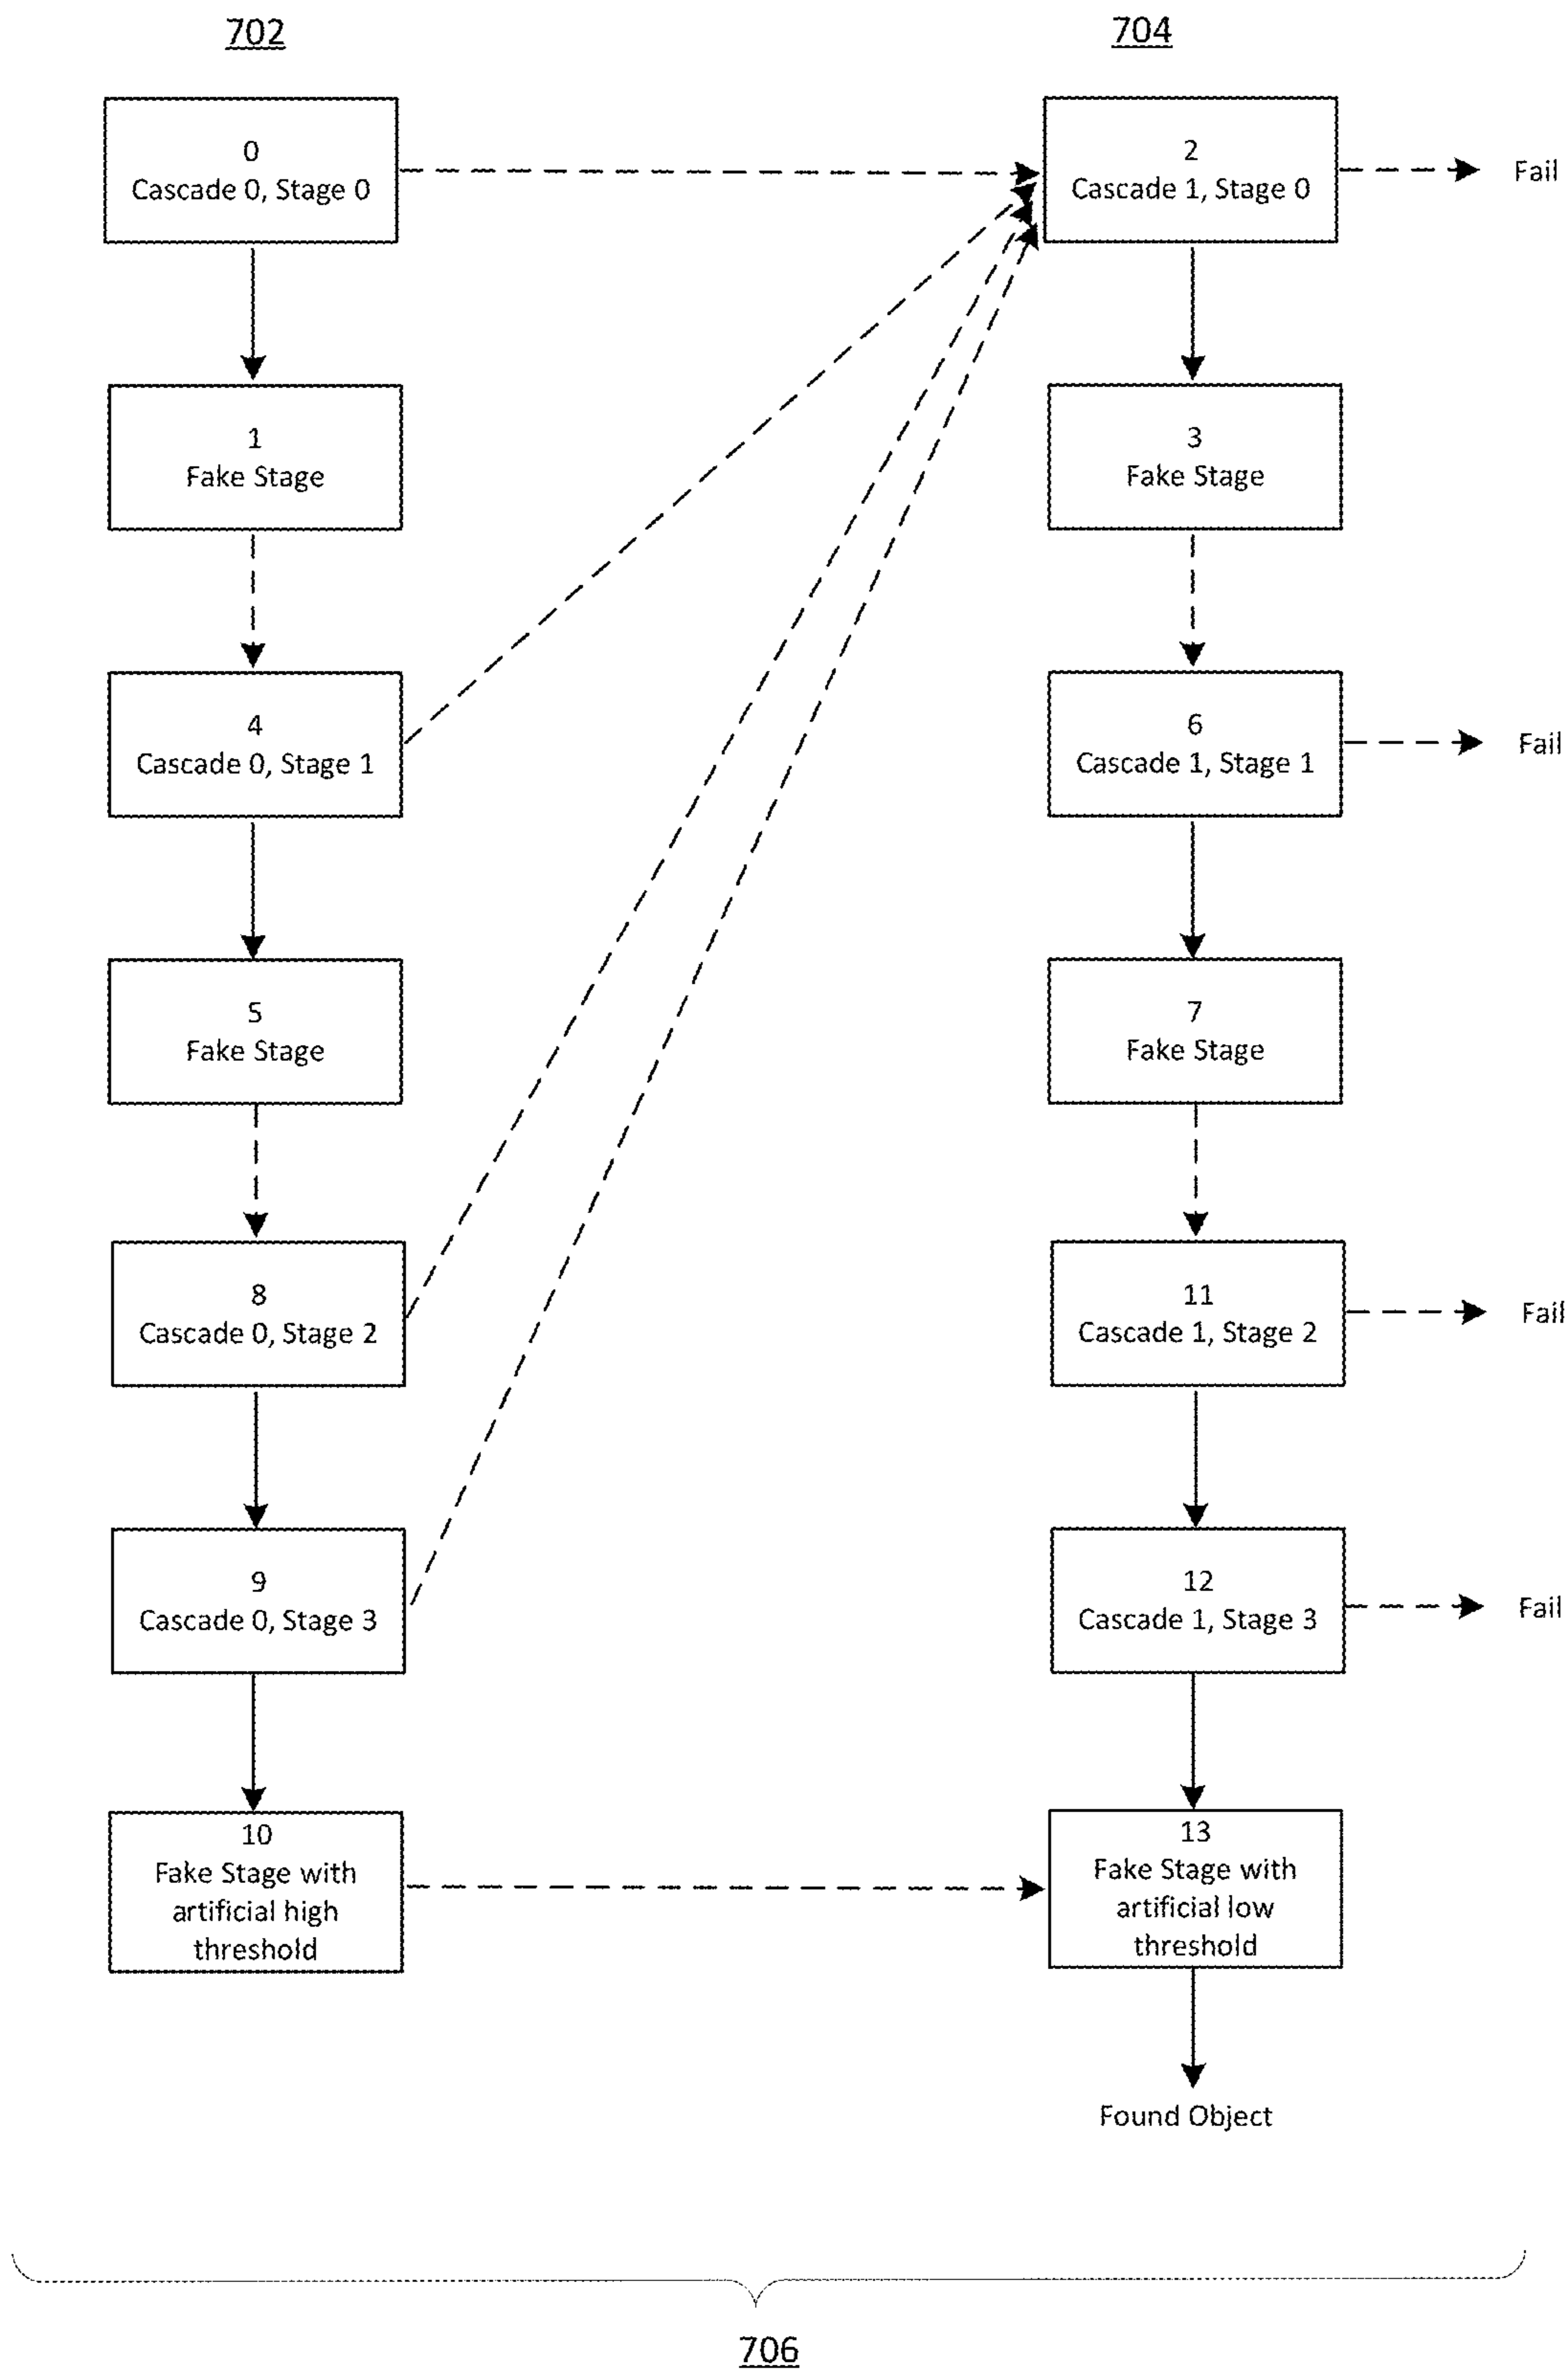 702
704
0
Cascade 0, Stage 0
2
Cascade 1, Stage 0
Fail
1
Fake Stage
3
Fake Stage
4
Cascade 0, Stage 1
6
Cascade 1, Stage 1
Fail
5
Fake Stage
7
Fake Stage
8
Cascade 0, Stage 2
11
Cascade 1, Stage 2
Fail
9
Cascade 0, Stage 3
12
Cascade 1, Stage 3
Fail
10
Fake Stage with
artificial high
threshold
13
Fake Stage with
artificial low
threshold
Found Object
706